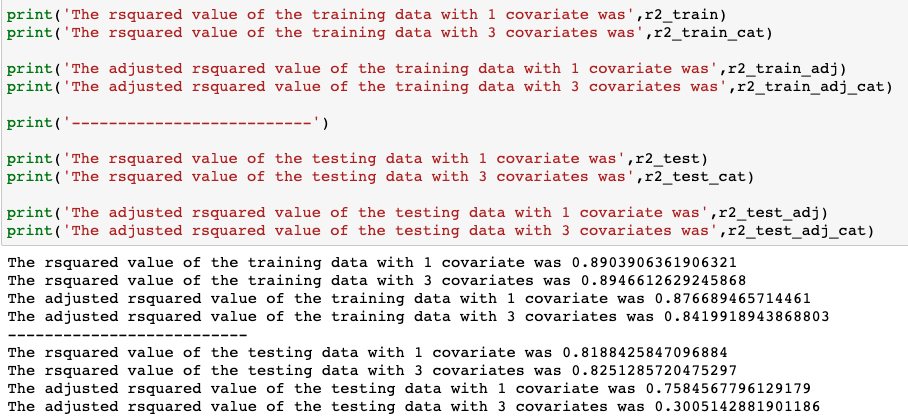 print('The rsquared value of the training data with 1 covariate was',r2_train)
print('The rsquared value of the training data with 3 covariates was',r2_train_cat)
print('The adjusted rsquared value of the training data with 1 covariate was',r2_train_adj)
print('The adjusted rsquared value of the training data with 3 covariates was',r2_train_adj_cat)
print('--------------------------')
print('The rsquared value of the testing data with 1 covariate was',r2_test)
print('The rsquared value of the testing data with 3 covariates was',r2_test_cat)
print('The adjusted rsquared value of the testing data with 1 covariate was',r2_test_adj)
print('The adjusted rsquared value of the testing data with 3 covariates was',r2_test_adj_cat)
The rsquared value of the training data with 1 covariate was 0.8903906361906321
The rsquared value of the training data with 3 covariates was 0.8946612629245868
The adjusted rsquared value of the training data with 1 covariate was 0.876689465714461
The adjusted rsquared value of the training data with 3 covariates was 0.8419918943868803
--------------------------
The rsquared value of the testing data with 1 covariate was 0.8188425847096884
The rsquared value of the testing data with 3 covariates was 0.8251285720475297
The adjusted rsquared value of the testing data with 1 covariate was 0.7584567796129179
The adjusted rsquared value of the testing data with 3 covariates was 0.3005142881901186